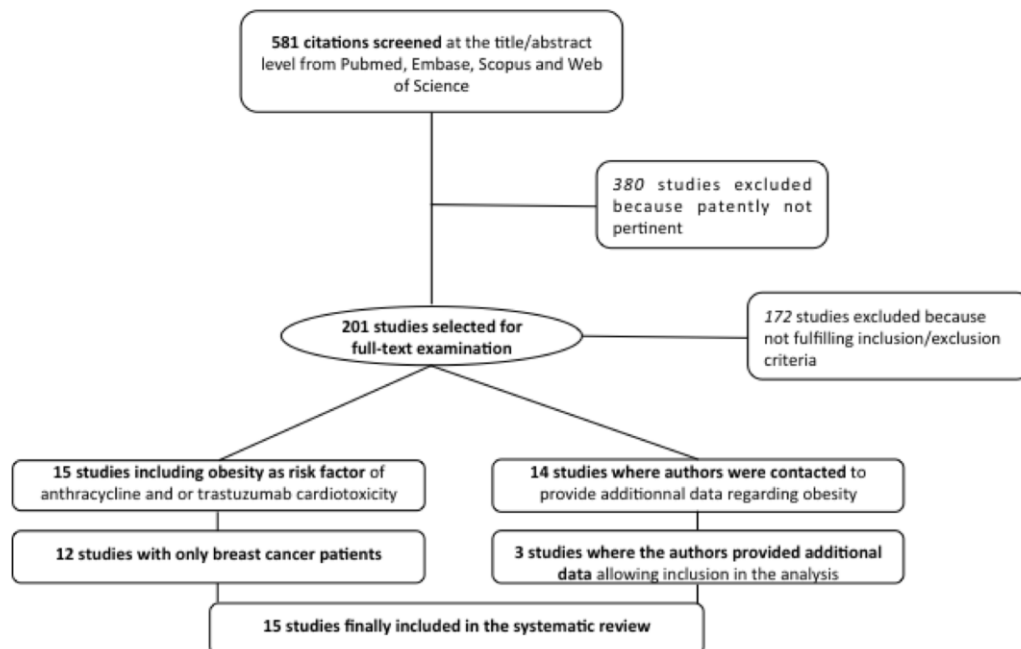 581 citations screened at the title/abstract
level from Pubmed, Embase, Scopus and Web
of Science
380 studies excluded
because patently not
pertinent
201 studies selected for
full-text examination
172 studies excluded because
not fulfilling inclusion/exclusion
criteria
15 studies including obesity as risk factor of
anthracycline and or trastuzumab cardiotoxicity
14 studies where authors were contacted to
provide additionnal data regarding obesity
12 studies with only breast cancer patients
3 studies where the authors provided additional
data allowing inclusion in the analysis
15 studies finally included in the systematic review